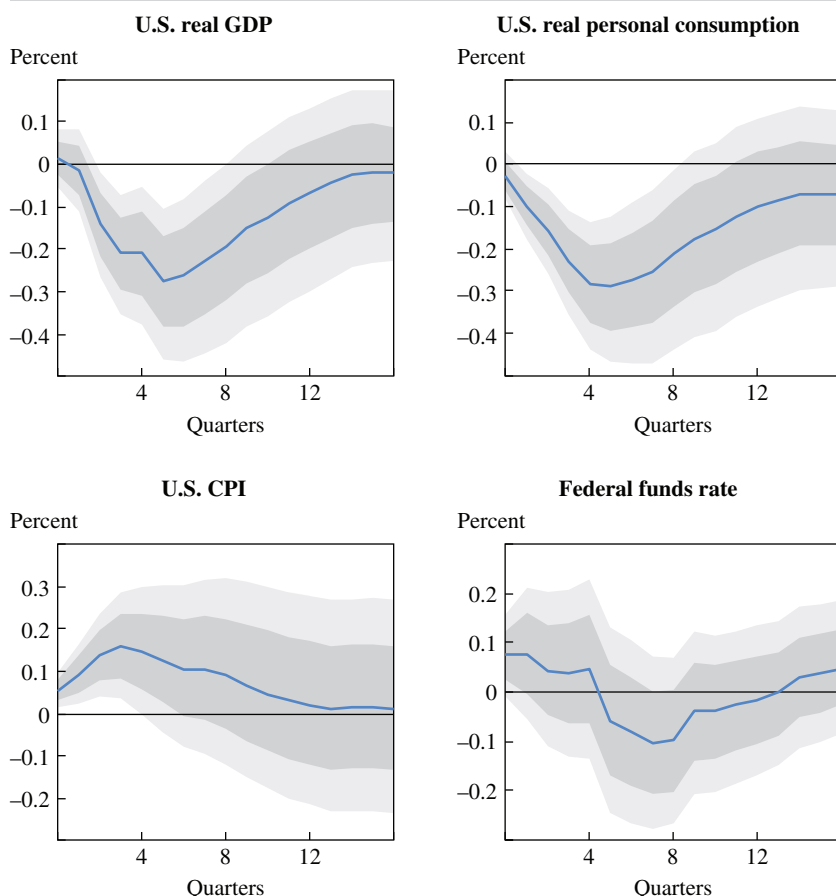 U.S. real GDP
Percent
0.1
0
–0.1
–0.2
–0.3
–0.4
4
8
12
Quarters
U.S. real personal consumption
Percent
0.1
0
–0.1
–0.2
–0.3
–0.4
4
8
12
Quarters
U.S. CPI
Percent
0.3
0.2
0.1
0
0.1
–0.2
4
8
12
Quarters
Federal funds rate
Percent
0.2
0.1
0
–0.1
–0.2
4
8
12
Quarters